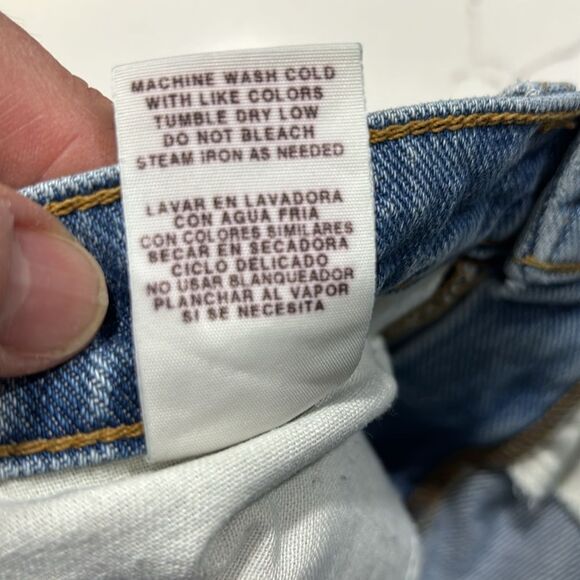 MACHINE WASH COLD
WITH LIKE COLORS
TUMBLE DRY LOW
DO NOT BLEACH
STEAM IRON AS NEEDED
LAVAR EN LAVADORA
CON AGUA FRIA
CON COLORES SIMILARES
SECAR EN SECADORA
CICLO DELICADO
NO USAR BLANQUEADOR
PLANCHAR AL VAPOR
SI SE NECESITA